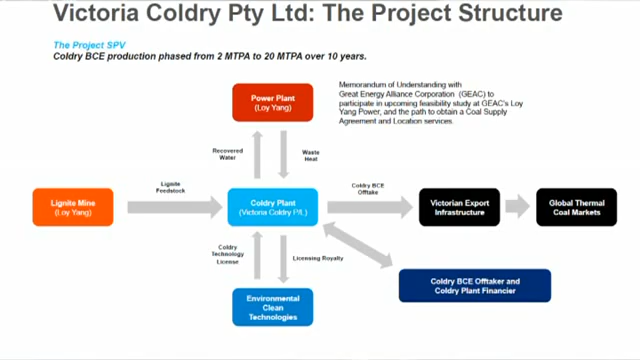 Victoria Coldry Pty Ltd: The Project Structure
The Project SPV
Coldry BCE production phased from 2 MTPA to 20 MTPA over 10 years.
Power Plant
(Loy Yang)
Memorandum of Understanding with
Great Energy Alliance Corporation (GEAC) to
participate in upcoming feasibility study at GEAC's Loy
Yang Power, and the path to obtain a Coal Supply
Agreement and Location services.
Recovered
Water
Waste
Heat
Lignite
Feedstock
Coldry BCE
Offtake
Lignite Mine
(Loy Yang)
Coldry Plant
(Victoria Coldry P/L)
Victorian Export
Infrastructure
Global Thermal
Coal Markets
Coldry
Technology
License
Licensing Royalty
Coldry BCE Offtaker and
Coldry Plant Financier
Environmental
Clean
Technologies